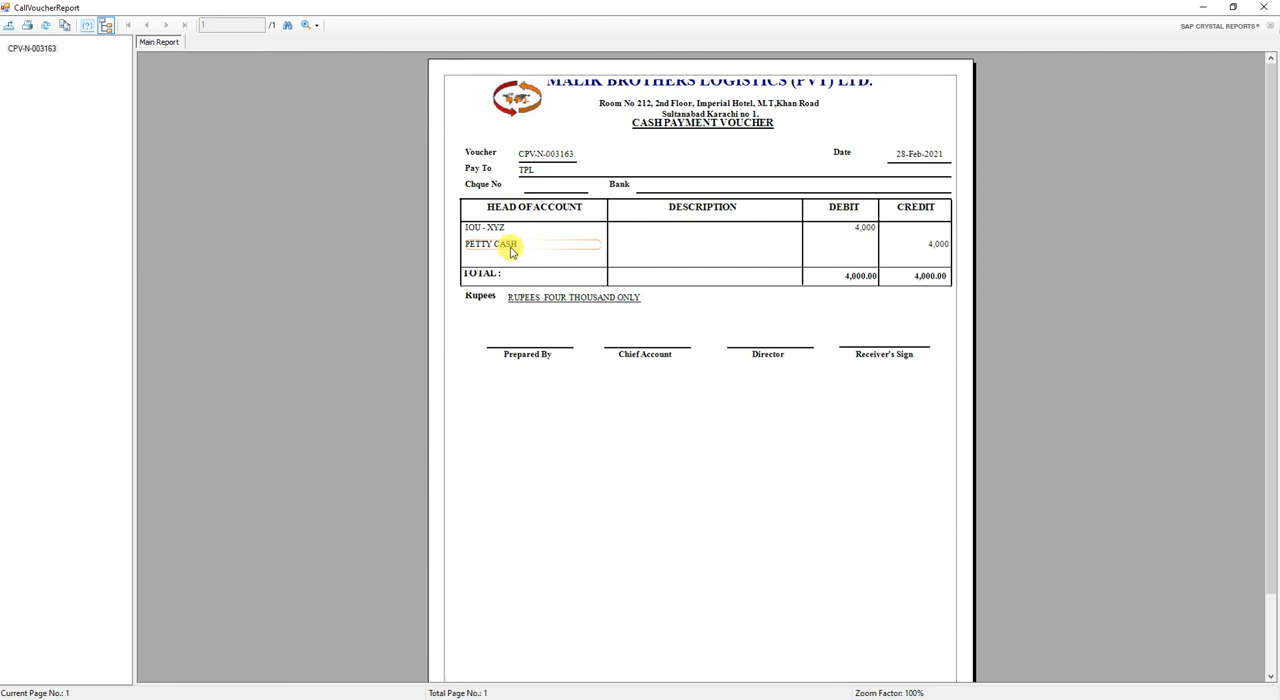 CallVoucherReport
1 /1
SAP CRYSTAL REPORTS®
CPV-N-003163
Main Report
MALIK BROTHERS LOGISTICS (PVT) LTD.
Room No 212, 2nd Floor, Imperial Hotel, M.T,Khan Road
Sultanabad Karachi no 1.
CASH PAYMENT VOUCHER
Voucher CPV-N-003163 Date 28-Feb-2021
Pay To TPL
Chque No Bank
HEAD OF ACCOUNT DESCRIPTION DEBIT CREDIT
IOU - XYZ 4,000
PETTY CASH 4,000
TOTAL : 4,000.00 4,000.00
Rupees RUPEES FOUR THOUSAND ONLY
Prepared By Chief Account Director Receiver's Sign
Current Page No.: 1 Total Page No.: 1 Zoom Factor: 100%